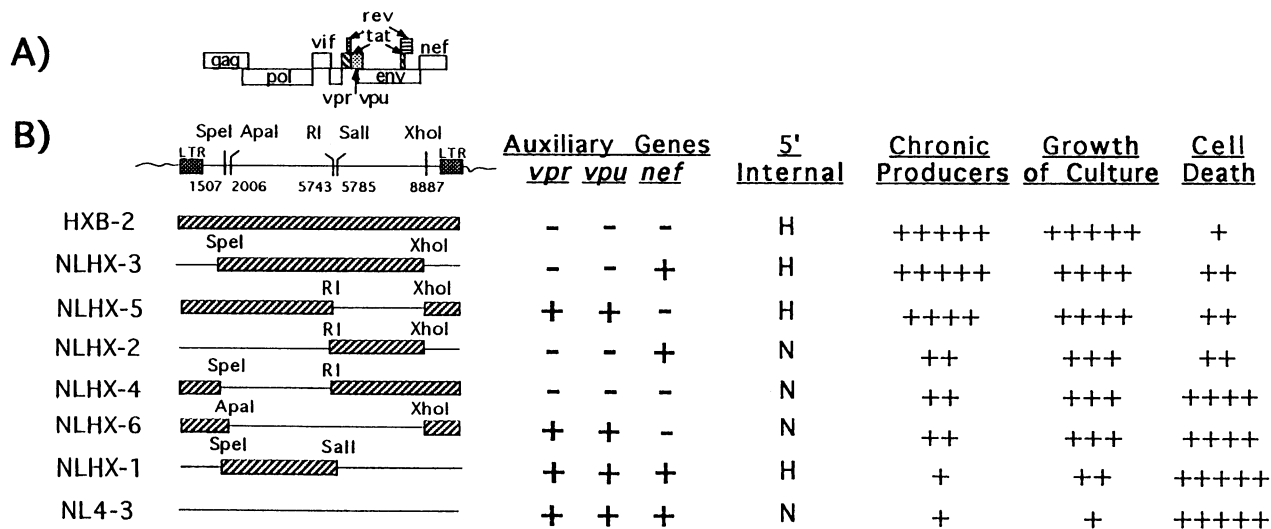 A)
rev
vif tat nef
gag
pol env
vpr vpu
B)
SpeI ApaI RI SalI XhoI
LTR LTR
1507 2006 5743 5785 8887
Auxiliary Genes 5' Chronic Growth Cell
vpr vpu nef Internal Producers of Culture Death
HXB-2 - - - H +++++ +++++ +
SpeI XhoI
NLHX-3 - - + H +++++ ++++ ++
RI XhoI
NLHX-5 + + - H ++++ ++++ ++
RI XhoI
NLHX-2 - - + N ++ +++ ++
SpeI RI
NLHX-4 - - - N ++ +++ ++++
ApaI XhoI
NLHX-6 + + - N ++ +++ ++++
SpeI SalI
NLHX-1 + + + H + ++ +++++
NL4-3 + + + N + + +++++